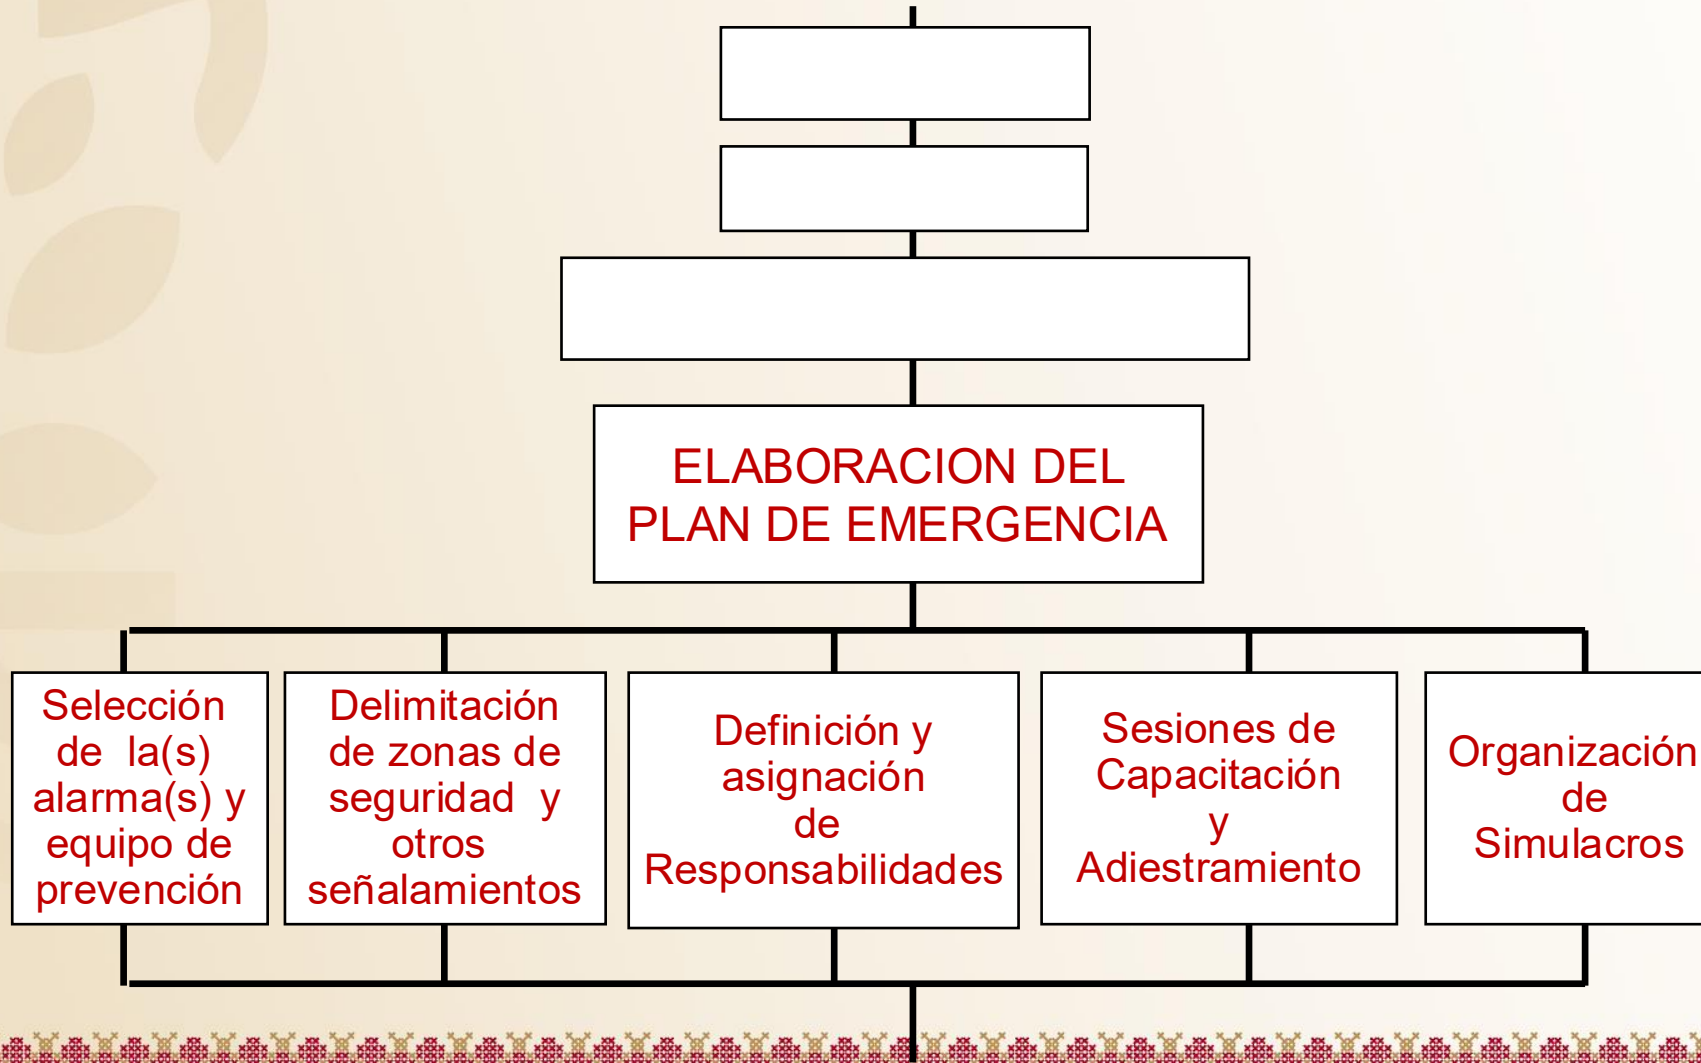 ELABORACION DEL
PLAN DE EMERGENCIA
Selección
de la(s)
alarma(s) y
equipo de
prevención
Delimitación
de zonas de
seguridad y
otros
señalamientos
Definición y
asignación
de
Responsabilidades
Sesiones de
Capacitación
y
Adiestramiento
Organización
de
Simulacros